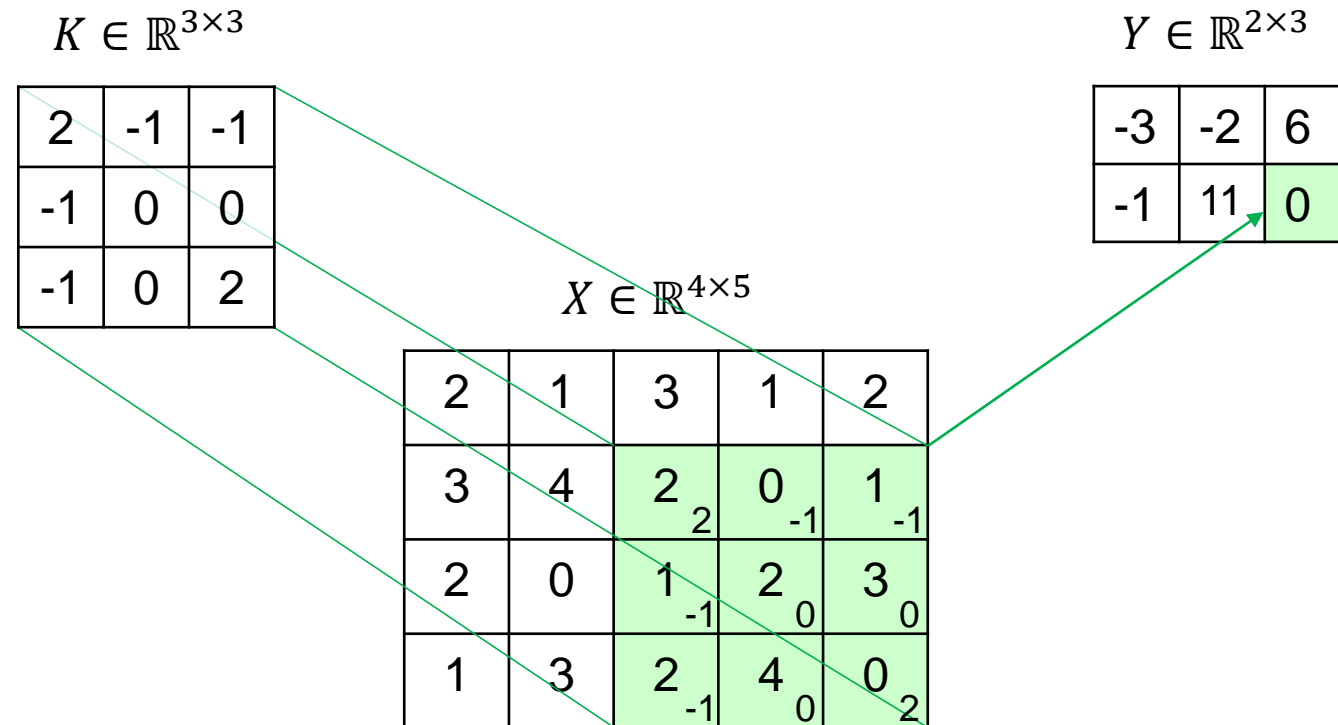 K ∈ ℝ^{3×3}
Y ∈ ℝ^{2×3}
2 -1 -1
-1 0 0
-1 0 2
-3 -2 6
-1 11 0
X ∈ ℝ^{4×5}
2 1 3 1 2
3 4 2 0 1
2 -1 -1
2 0 1 2 3
-1 0 0
1 3 2 4 0
-1 0 2